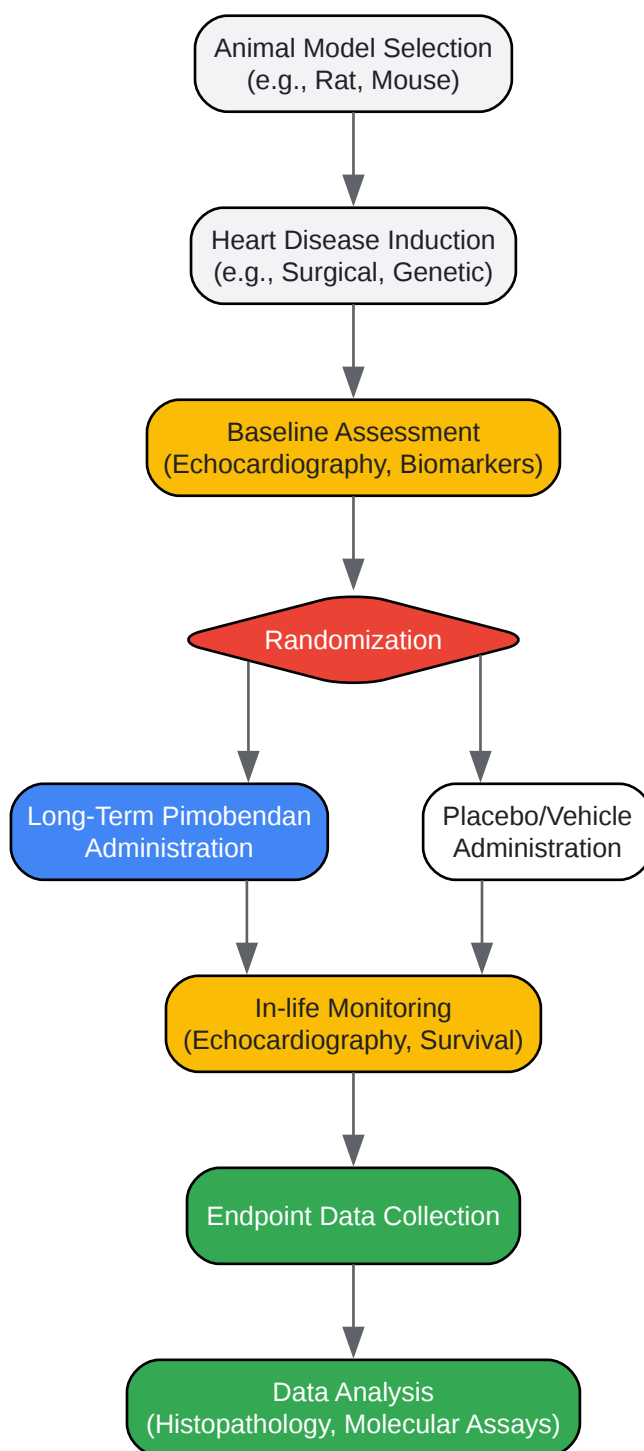 Animal Model Selection
(e.g., Rat, Mouse)
Heart Disease Induction
(e.g., Surgical, Genetic)
Baseline Assessment
(Echocardiography, Biomarkers)
Randomization
Long-Term Pimobendan
Administration
Placebo/Vehicle
Administration
In-life Monitoring
(Echocardiography, Survival)
Endpoint Data Collection
Data Analysis
(Histopathology, Molecular Assays)